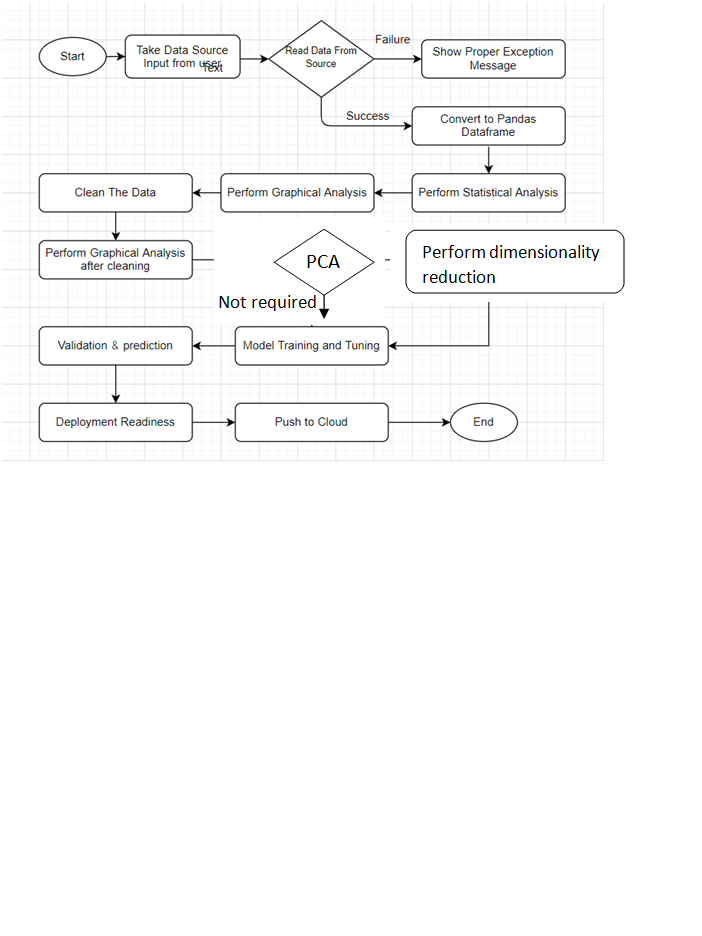 Failure
Start
Take Data Source
Input from user
Text
Read Data From
Source
Show Proper Exception
Message
Success
Convert to Pandas
Dataframe
Clean The Data
Perform Graphical Analysis
Perform Statistical Analysis
Perform Graphical Analysis
after cleaning
PCA
Perform dimensionality
reduction
Not required
Validation & prediction
Model Training and Tuning
Deployment Readiness
Push to Cloud
End